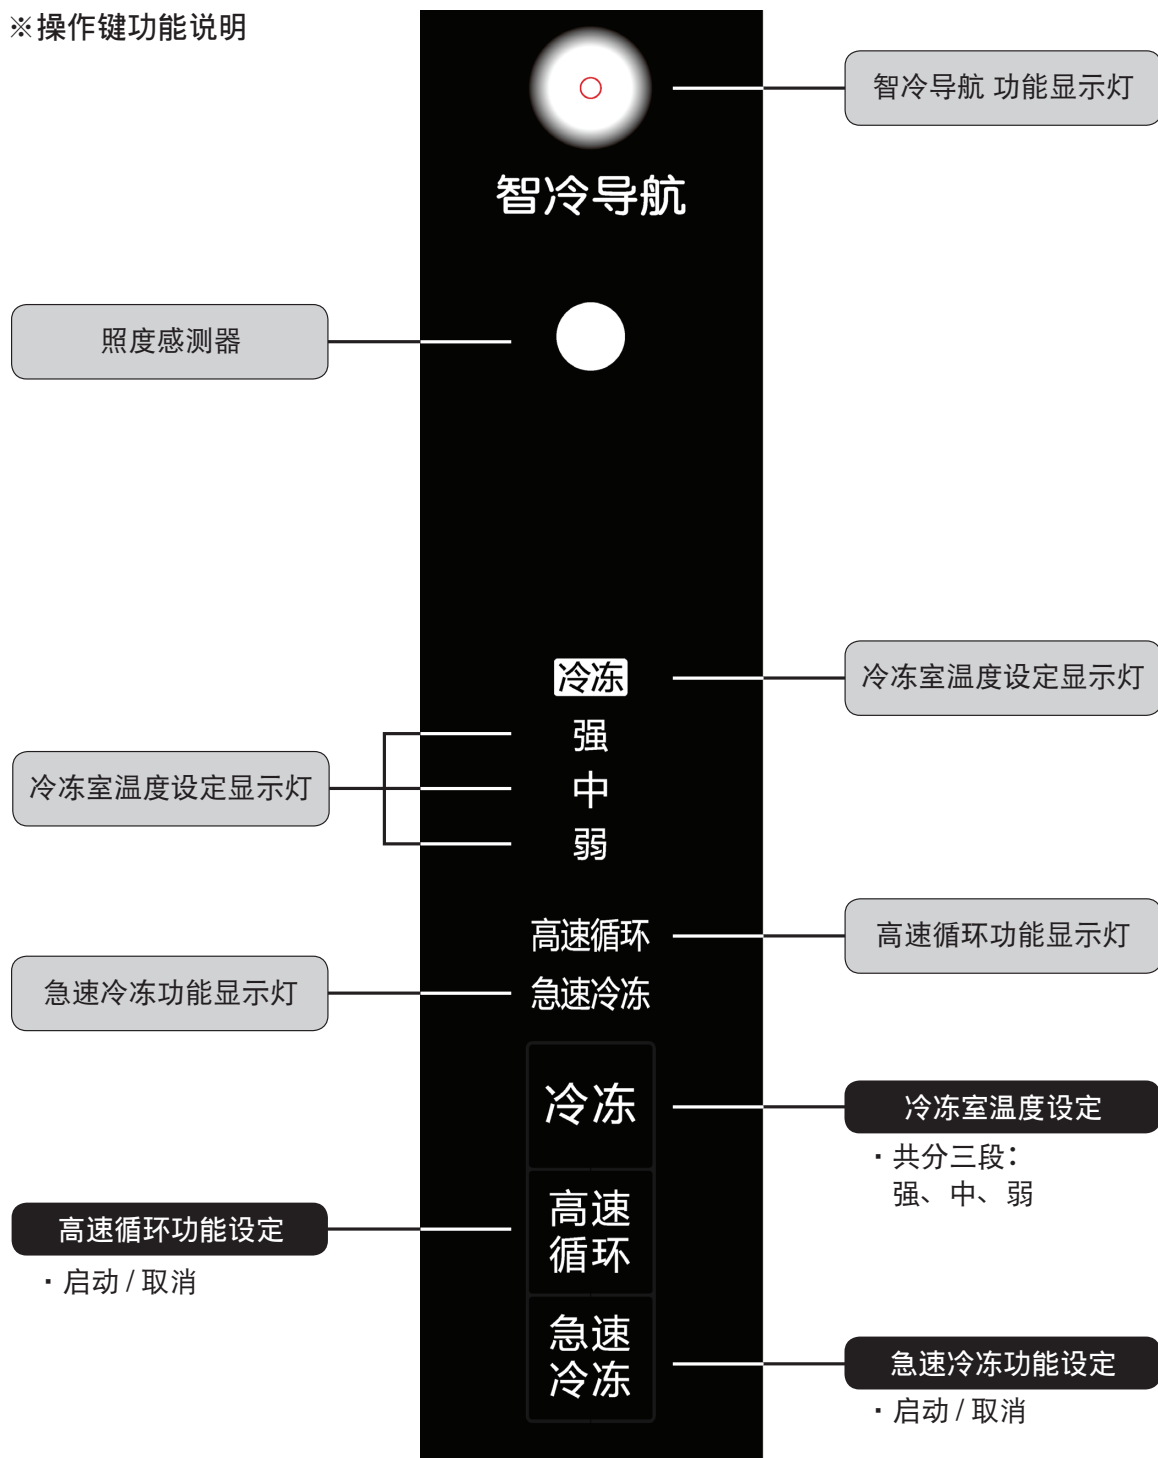 ※操作键功能说明
智冷导航 功能显示灯
智冷导航
照度感测器
冷冻
冷冻室温度设定显示灯
强
冷冻室温度设定显示灯
中
弱
高速循环
高速循环功能显示灯
急速冷冻功能显示灯
急速冷冻
冷冻
冷冻室温度设定
·共分三段：
强、中、弱
高速循环功能设定
·启动 / 取消
高速
循环
急速
冷冻
急速冷冻功能设定
·启动 / 取消